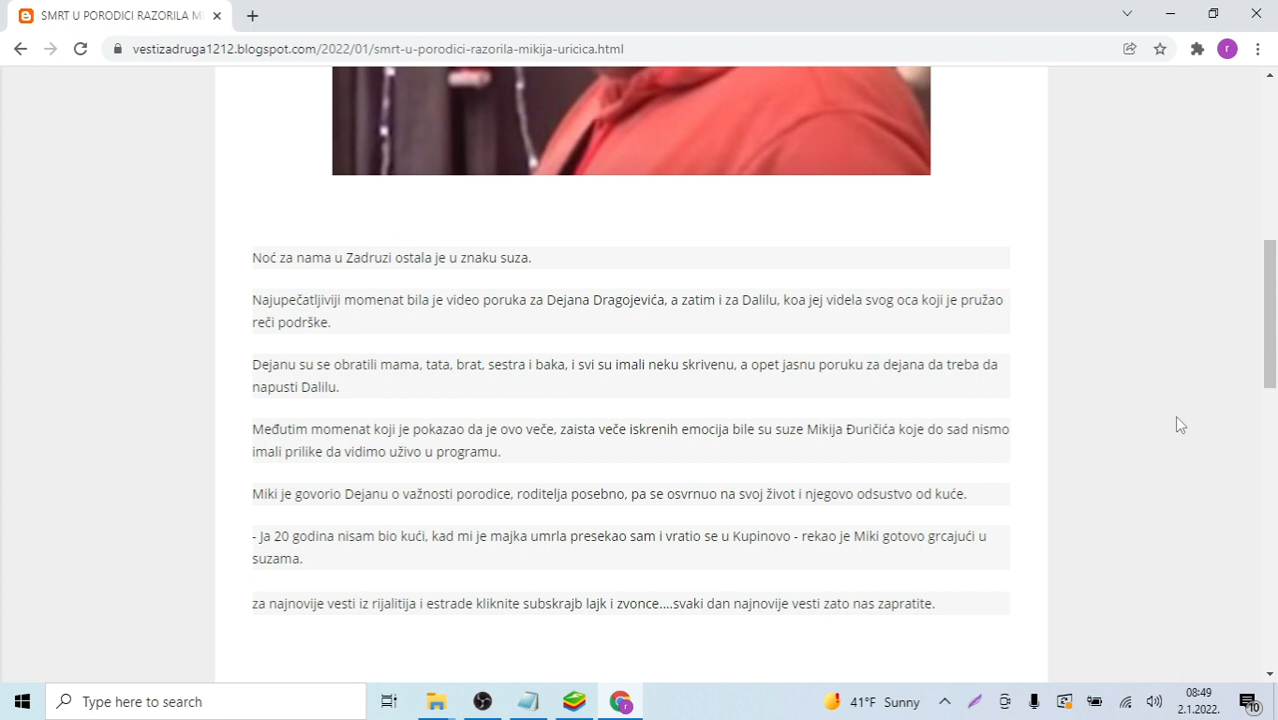 SMRT U PORODICI RAZORILA M
vestizadruga1212.blogspot.com/2022/01/smrt-u-porodici-razorila-mikija-uricica.html
r
Noć za nama u Zadruzi ostala je u znaku suza.
Najupečatljiviji momenat bila je video poruka za Dejana Dragojevića, a zatim i za Dalilu, koa jej videla svog oca koji je pružao
reči podrške.
Dejanu su se obratili mama, tata, brat, sestra i baka, i svi su imali neku skrivenu, a opet jasnu poruku za dejana da treba da
napusti Dalilu.
Međutim momenat koji je pokazao da je ovo veče, zaista veče iskrenih emocija bile su suze Mikija Đuričića koje do sad nismo
imali prilike da vidimo uživo u programu.
Miki je govorio Dejanu o važnosti porodice, roditelja posebno, pa se osvrnuo na svoj život i njegovo odsustvo od kuće.
- Ja 20 godina nisam bio kući, kad mi je majka umrla presekao sam i vratio se u Kupinovo - rekao je Miki gotovo grcajući u
suzama.
za najnovije vesti iz rijalitija i estrade kliknite subskrajb lajk i zvonce....svaki dan najnovije vesti zato nas zapratite.
Type here to search
r
41°F Sunny
08:49
2.1.2022.
10